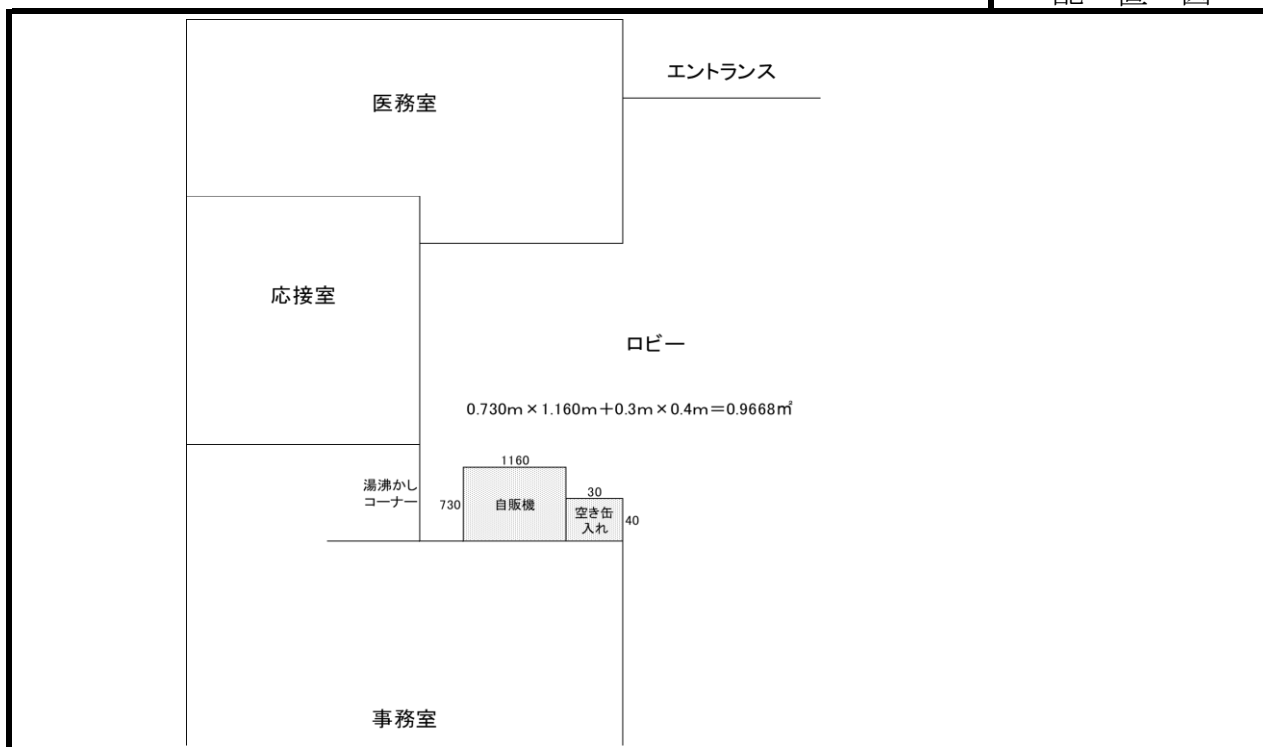 配 置 図
エントランス
医務室
応接室
ロビー
0.730m×1.160m+0.3m×0.4m=0.9668㎡
1160
湯沸かし
コーナー
730
自販機
30
空き缶
入れ
40
事務室